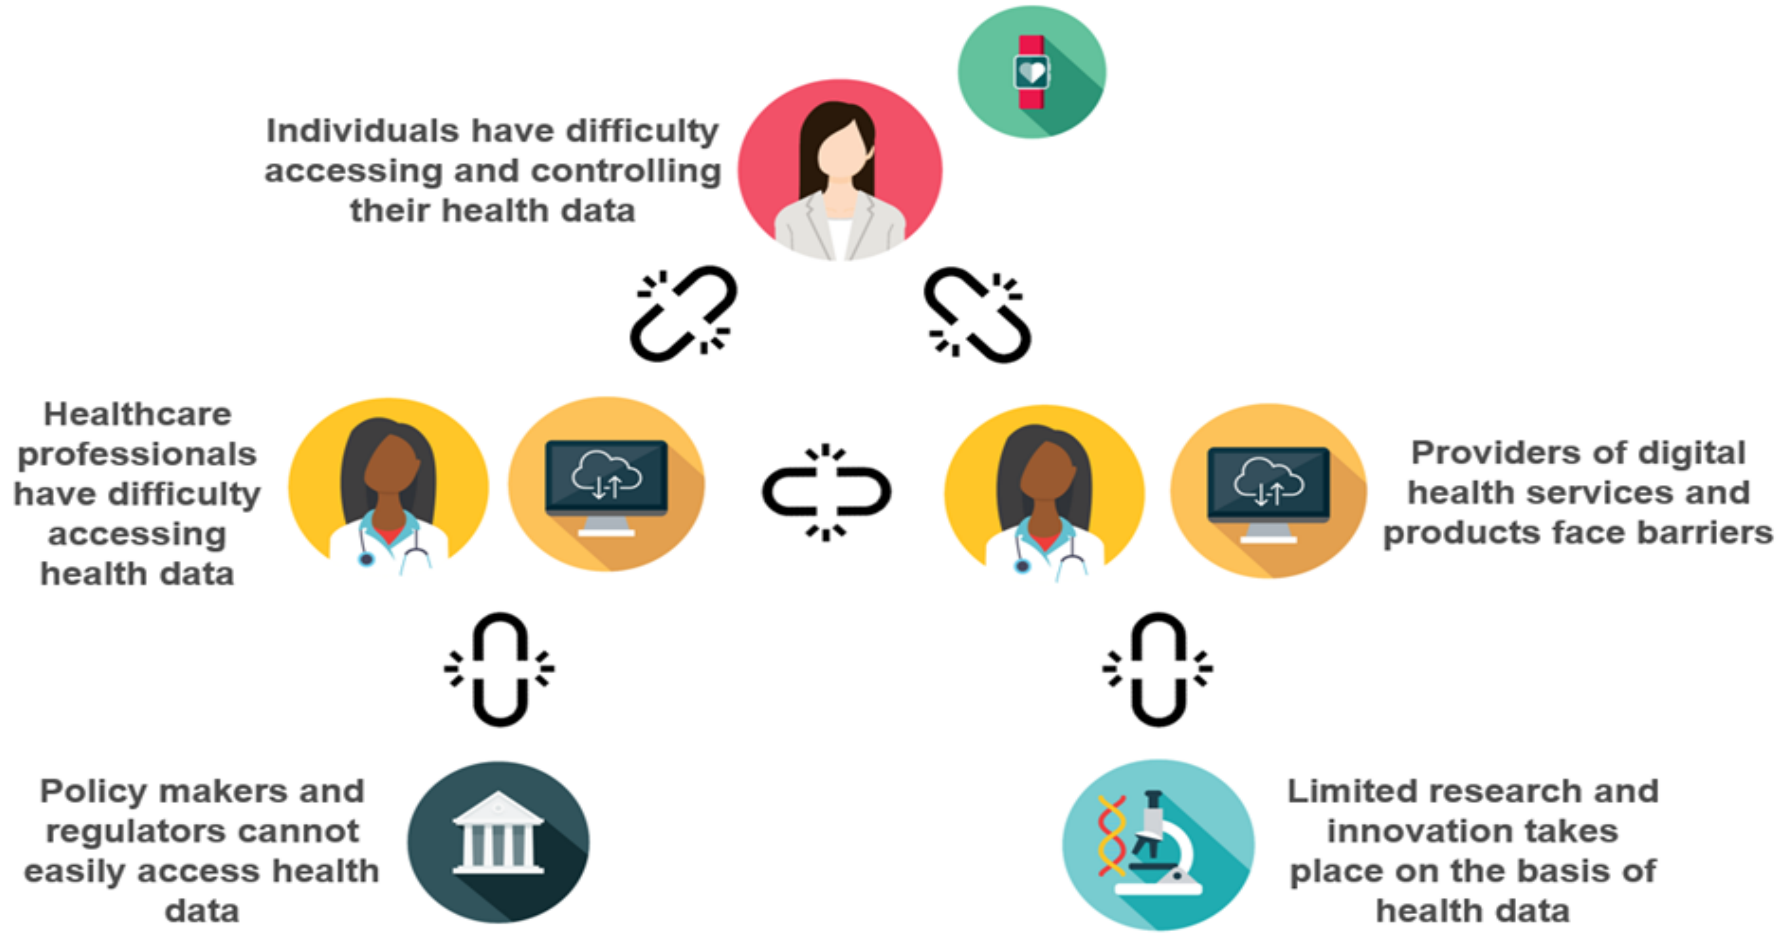 Individuals have difficulty
accessing and controlling
their health data
Healthcare
professionals
have difficulty
accessing
health data
Providers of digital
health services and
products face barriers
Policy makers and
regulators cannot
easily access health
data
Limited research and
innovation takes
place on the basis of
health data